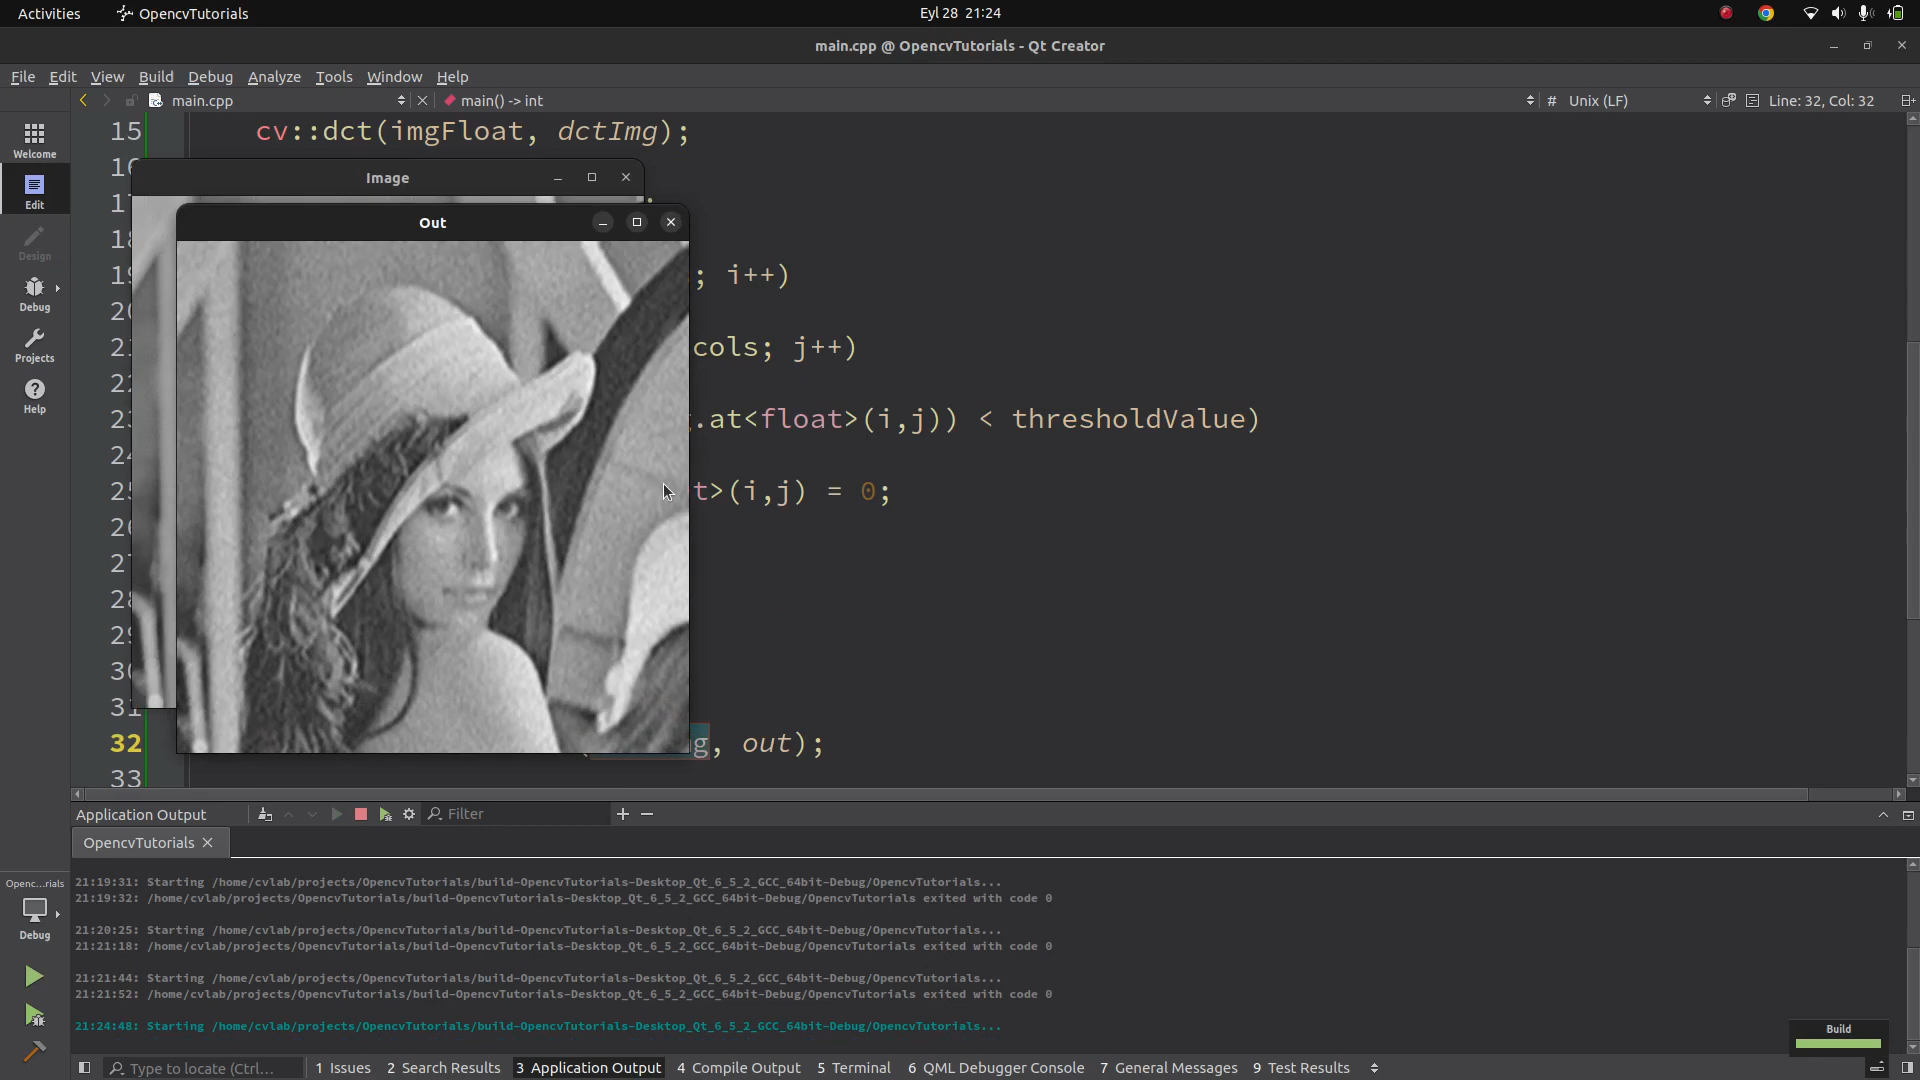 Activities OpencvTutorials Eyl 28 21:24
main.cpp @ OpencvTutorials - Qt Creator
File Edit View Build Debug Analyze Tools Window Help
main.cpp main() -> int # Unix (LF) Line: 32, Col: 32
Welcome
Edit
Design
Debug
Projects
Help
15 cv::dct(imgFloat, dctImg);
Image
Out
; i++)
cols; j++)
.at<float>(i,j)) < thresholdValue)
t>(i,j) = 0;
32 g, out);
33
Application Output Filter
OpencvTutorials
21:19:31: Starting /home/cvlab/projects/OpencvTutorials/build-OpencvTutorials-Desktop_Qt_6_5_2_GCC_64bit-Debug/OpencvTutorials...
21:19:32: /home/cvlab/projects/OpencvTutorials/build-OpencvTutorials-Desktop_Qt_6_5_2_GCC_64bit-Debug/OpencvTutorials exited with code 0
21:20:25: Starting /home/cvlab/projects/OpencvTutorials/build-OpencvTutorials-Desktop_Qt_6_5_2_GCC_64bit-Debug/OpencvTutorials...
21:21:18: /home/cvlab/projects/OpencvTutorials/build-OpencvTutorials-Desktop_Qt_6_5_2_GCC_64bit-Debug/OpencvTutorials exited with code 0
21:21:44: Starting /home/cvlab/projects/OpencvTutorials/build-OpencvTutorials-Desktop_Qt_6_5_2_GCC_64bit-Debug/OpencvTutorials...
21:21:52: /home/cvlab/projects/OpencvTutorials/build-OpencvTutorials-Desktop_Qt_6_5_2_GCC_64bit-Debug/OpencvTutorials exited with code 0
21:24:48: Starting /home/cvlab/projects/OpencvTutorials/build-OpencvTutorials-Desktop_Qt_6_5_2_GCC_64bit-Debug/OpencvTutorials...
Openc...rials
Debug
Build
Type to locate (Ctrl... 1 Issues 2 Search Results 3 Application Output 4 Compile Output 5 Terminal 6 QML Debugger Console 7 General Messages 9 Test Results